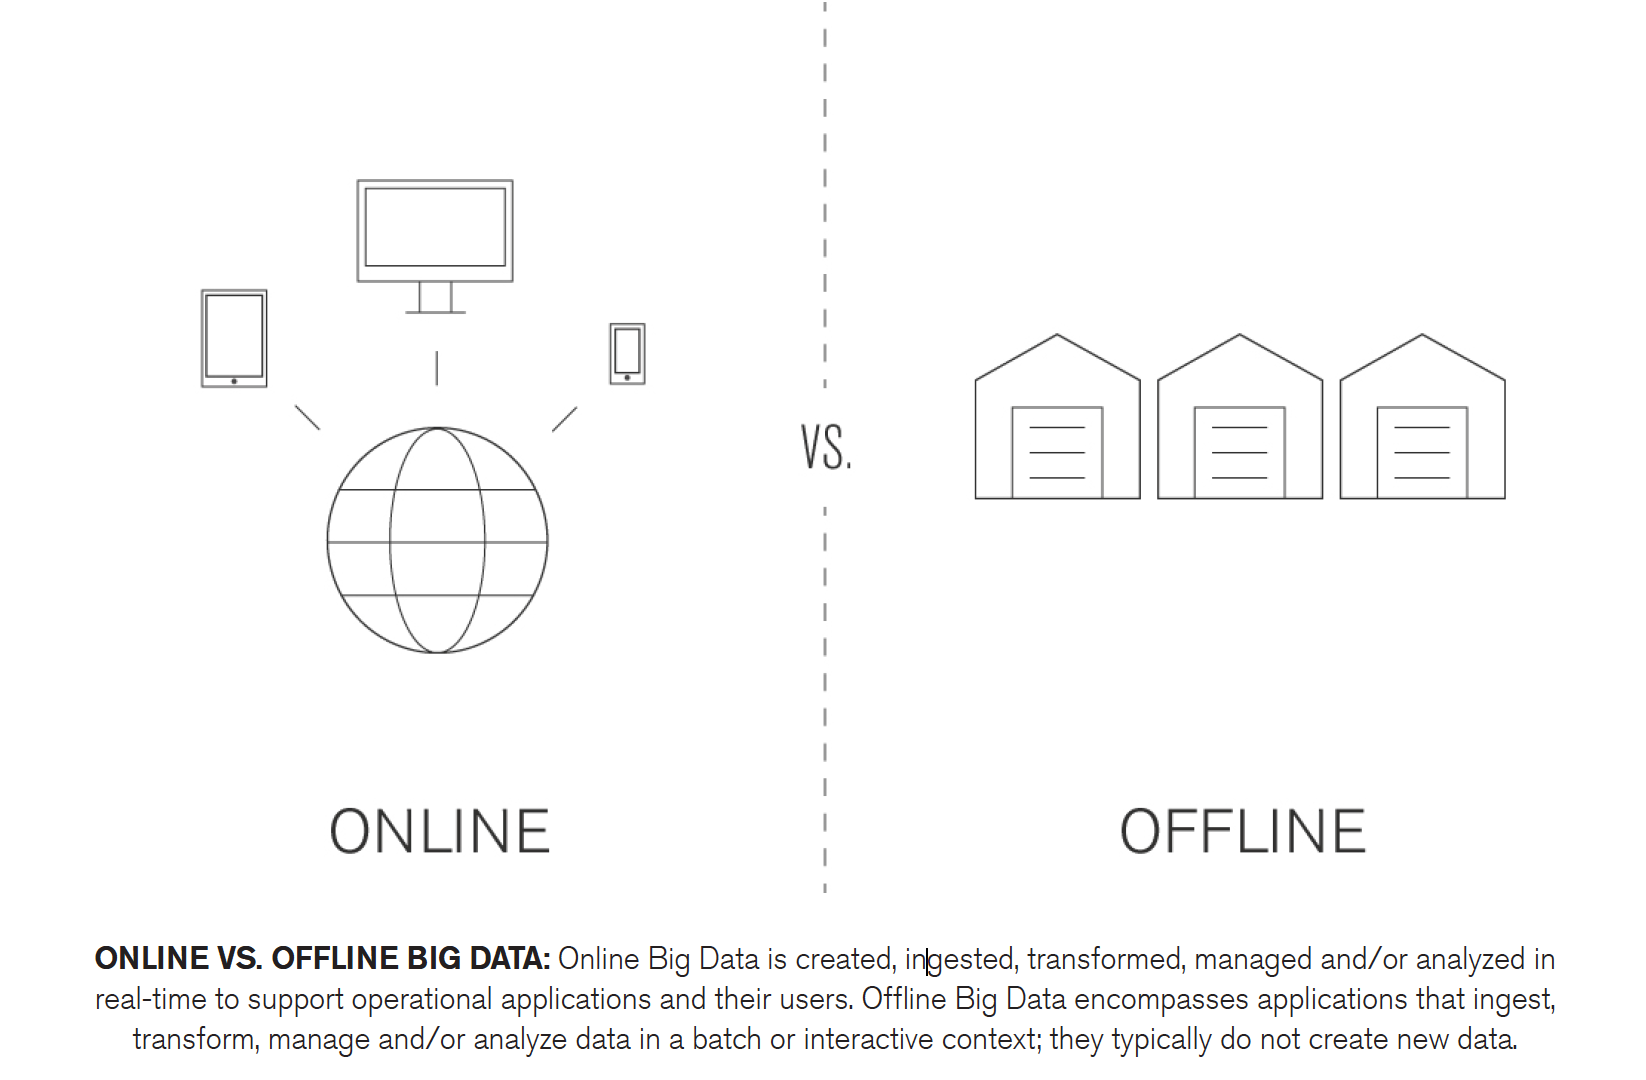 VS.
ONLINE
OFFLINE
ONLINE VS. OFFLINE BIG DATA: Online Big Data is created, ingested, transformed, managed and/or analyzed in
real-time to support operational applications and their users. Offline Big Data encompasses applications that ingest,
transform, manage and/or analyze data in a batch or interactive context; they typically do not create new data.